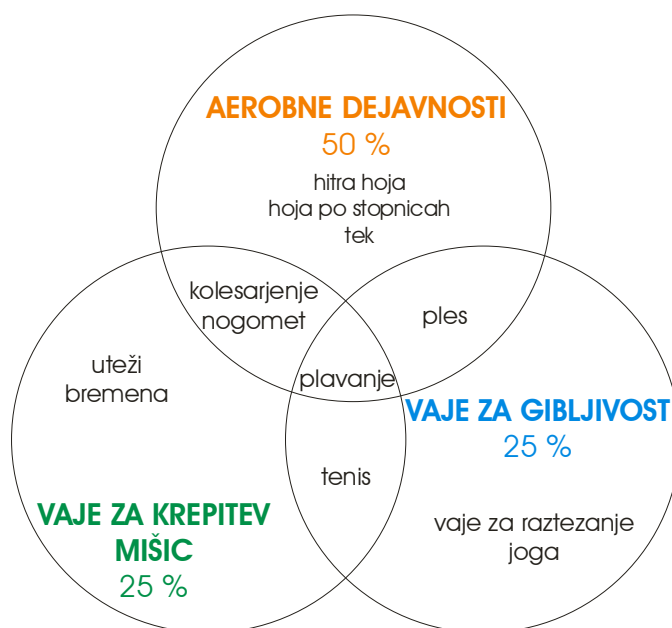 AEROBNE DEJAVNOSTI
50 %
hitra hoja
hoja po stopnicah
tek
kolesarjenje
nogomet
ples
uteži
bremena
plavanje
VAJE ZA GIBLJIVOST
25 %
tenis
VAJE ZA KREPITEV
MIŠIC
25 %
vaje za raztezanje
joga